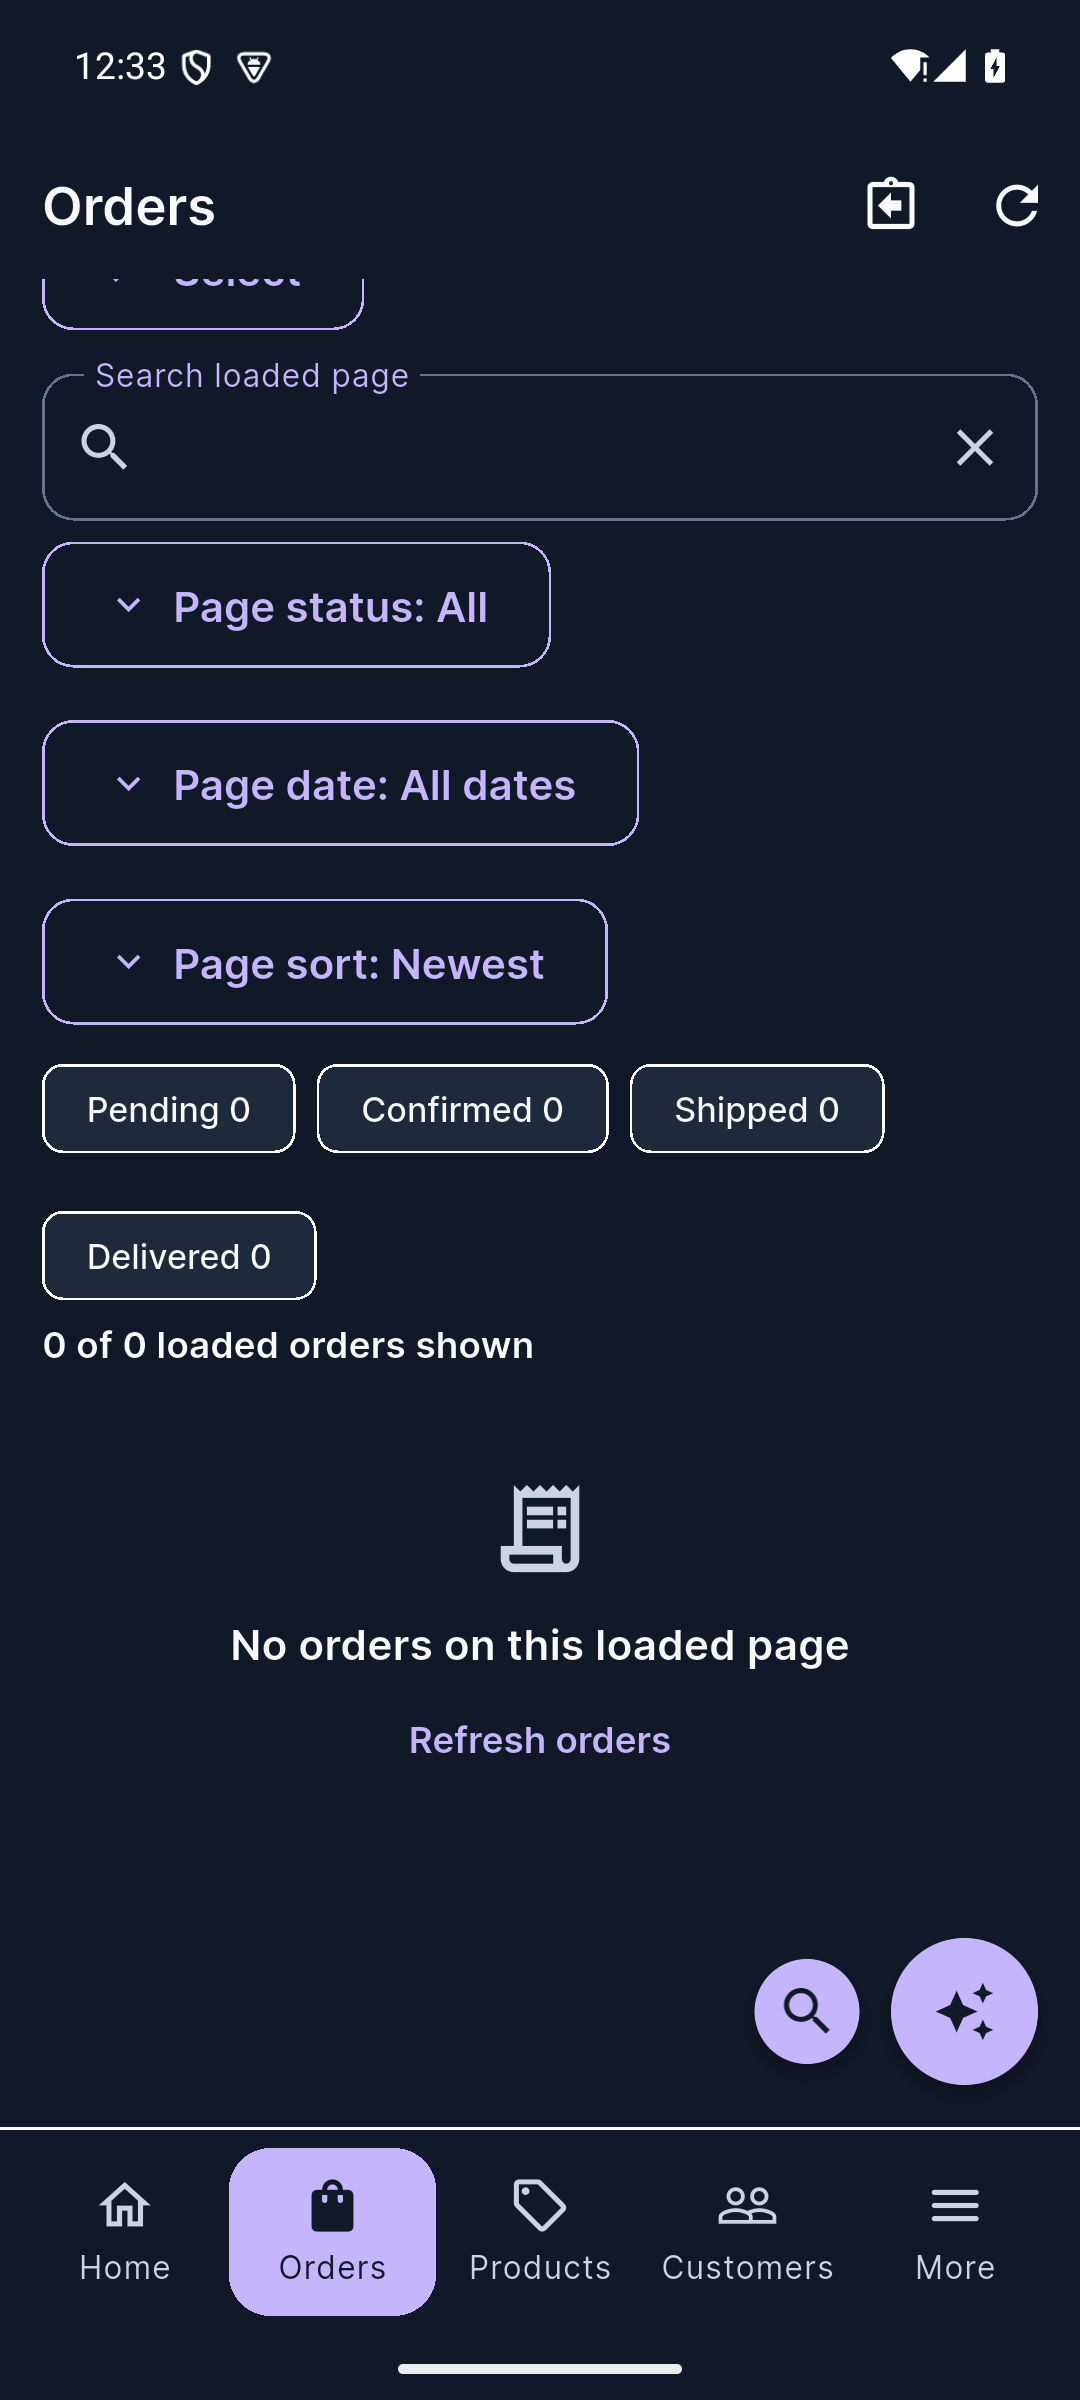 12:33
Orders
Select
Search loaded page
Page status: All
Page date: All dates
Page sort: Newest
Pending 0
Confirmed 0
Shipped 0
Delivered 0
0 of 0 loaded orders shown
No orders on this loaded page
Refresh orders
Home
Orders
Products
Customers
More